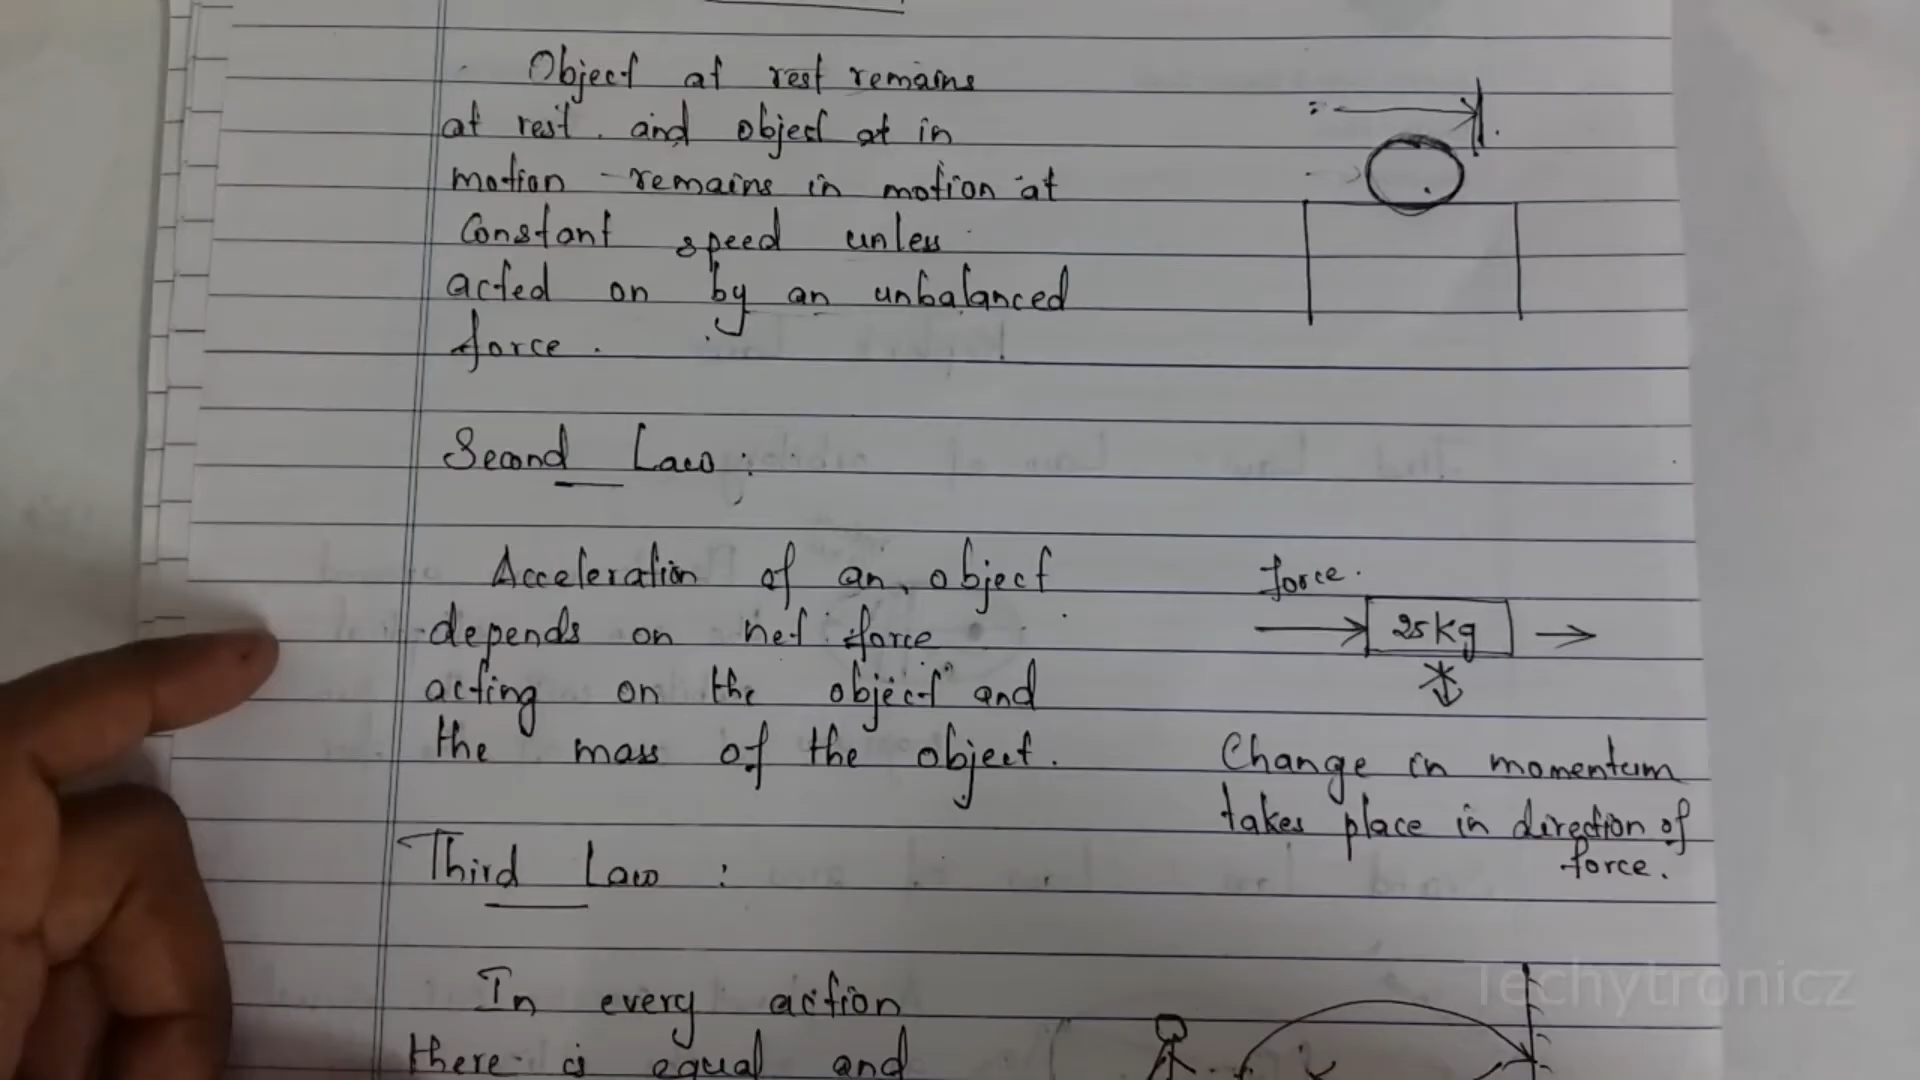 Object at rest remains
at rest. and object at in
motion remains in motion at
Constant speed unless
acted on by an unbalanced
force.
Second Law:
Acceleration of an object
depends on net force
acting on the object and
the mass of the object.
force.
25 kg
Change in momentum
takes place in direction of
force.
Third Law:
In every action
there is equal and
Techytronicz